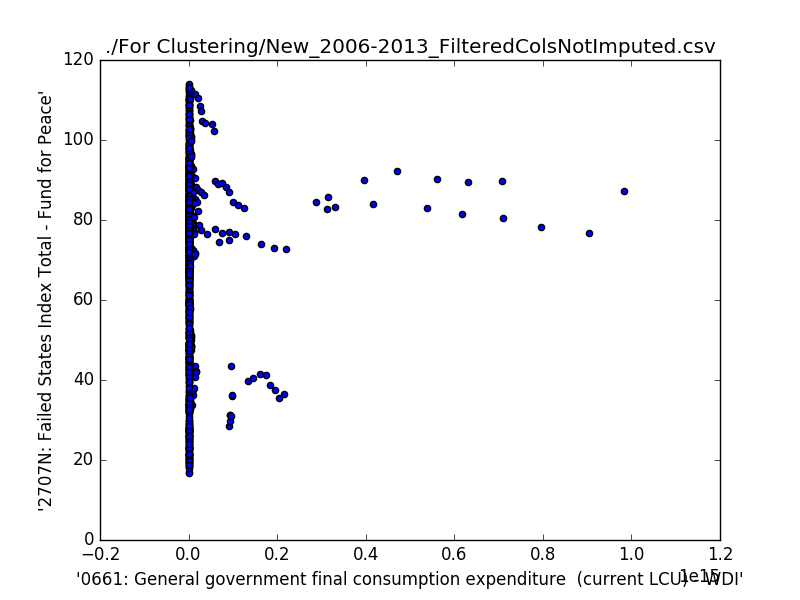 ./For Clustering/New_2006-2013_FilteredColsNotImputed.csv
120
100
80
60
40
20
0
'2707N: Failed States Index Total - Fund for Peace'
−0.2 0.0 0.2 0.4 0.6 0.8 1.0 1.2
1e15
'0661: General government final consumption expenditure  (current LCU) - WDI'